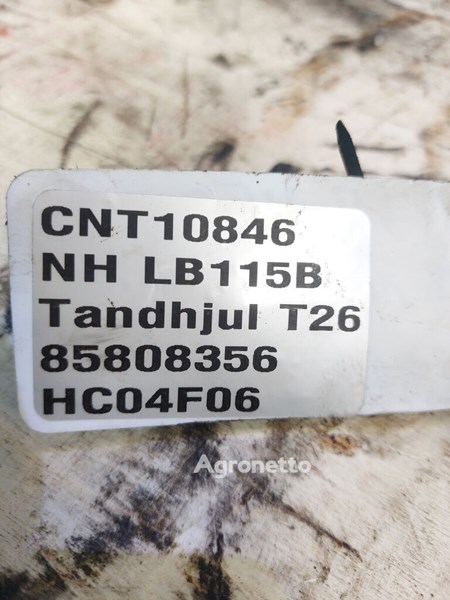 CNT10846
NH LB115B
Tandhjul T26
85808356
HC04F06
Agronetto